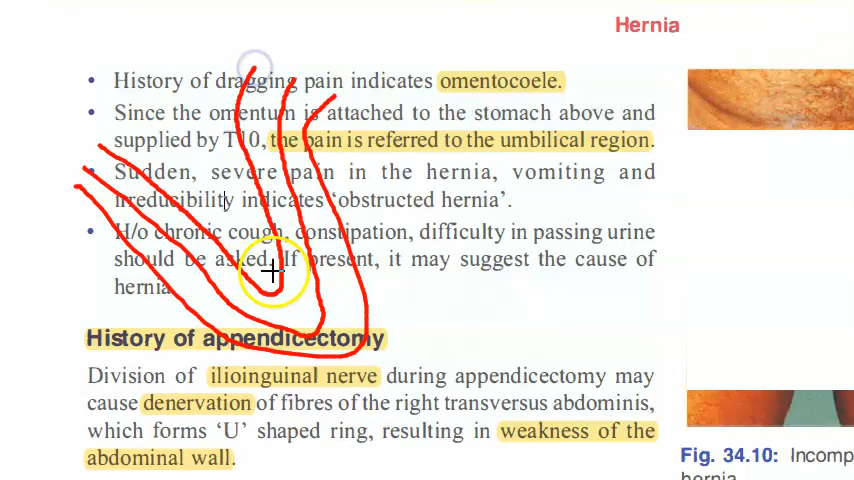 Hernia
• History of dragging pain indicates omentocoele.
• Since the omentum is attached to the stomach above and
supplied by T10, the pain is referred to the umbilical region.
• Sudden, severe pain in the hernia, vomiting and
irreducibility indicates ‘obstructed hernia’.
• H/o chronic cough, constipation, difficulty in passing urine
should be asked. If present, it may suggest the cause of
hernia
History of appendicectomy
Division of ilioinguinal nerve during appendicectomy may
cause denervation of fibres of the right transversus abdominis,
which forms ‘U’ shaped ring, resulting in weakness of the
abdominal wall.
Fig. 34.10: Incomp
hernia